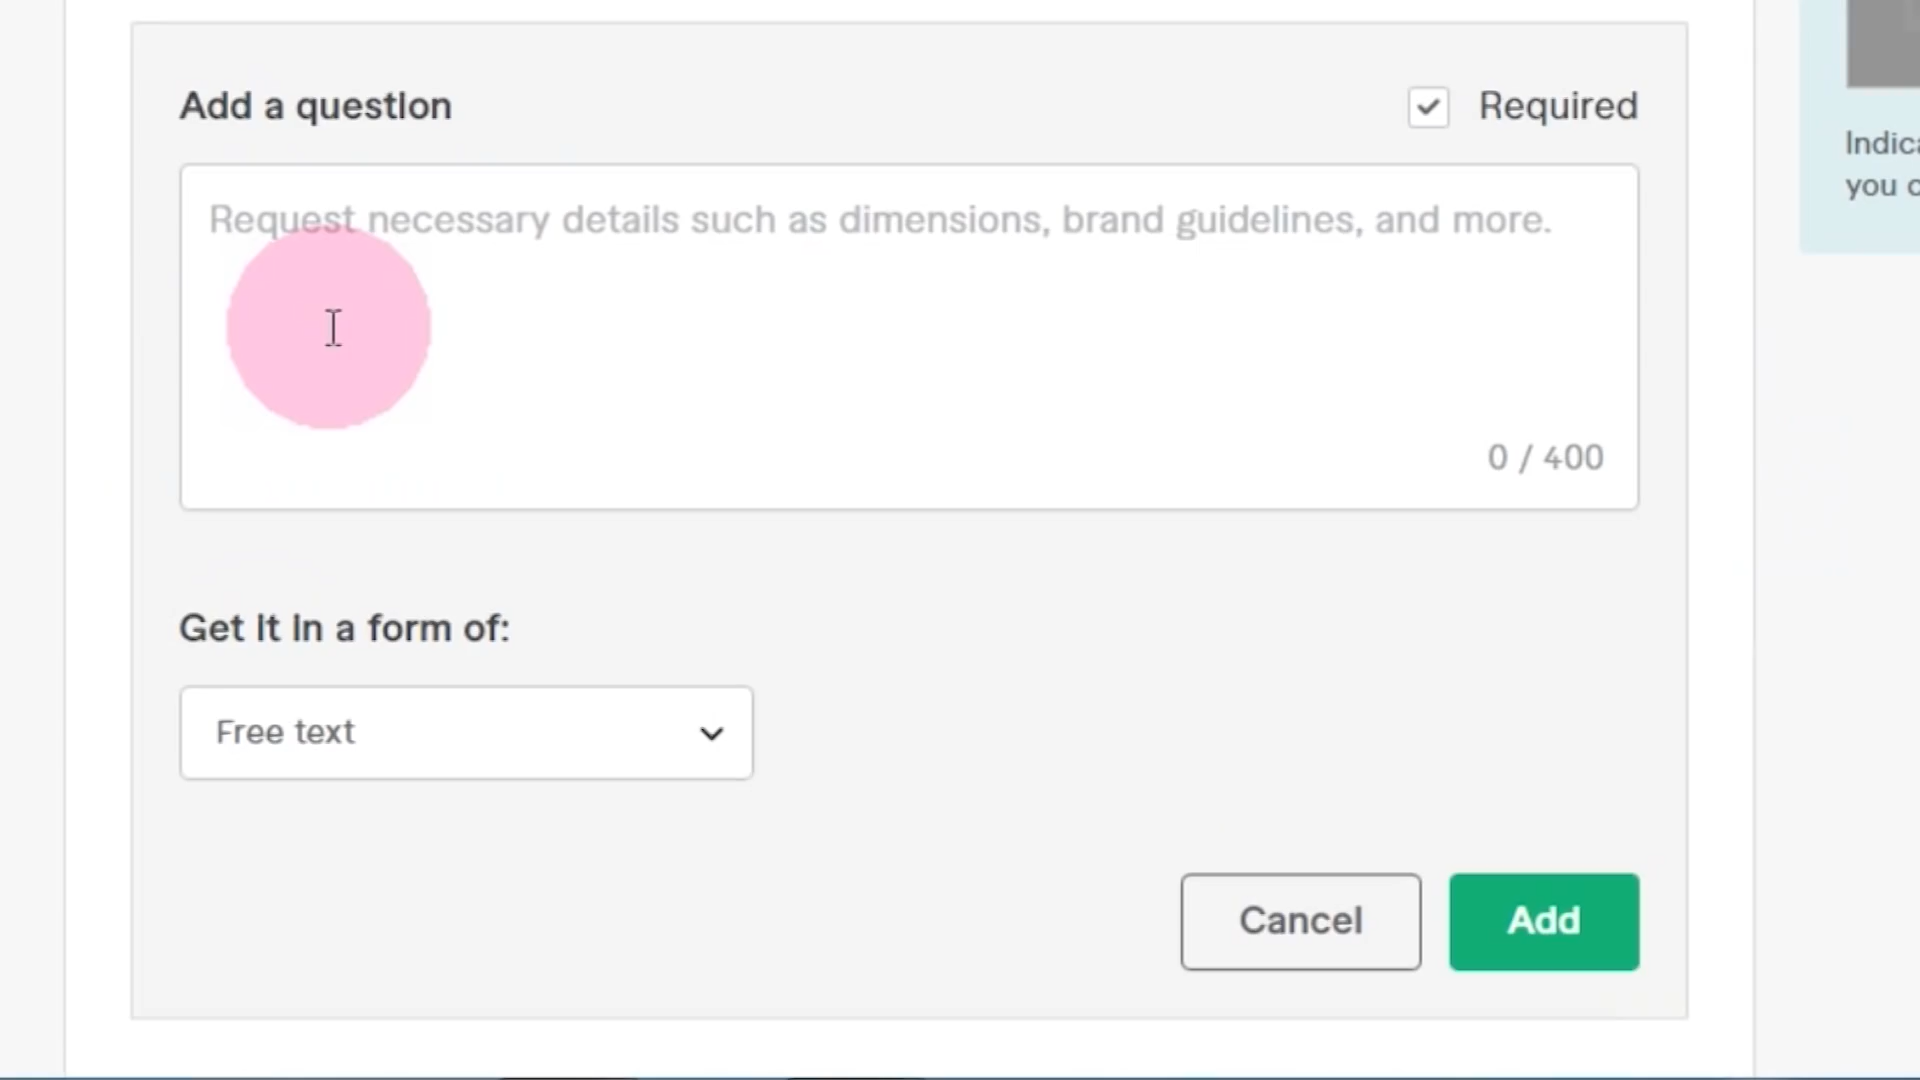 Add a question
Required
Request necessary details such as dimensions, brand guidelines, and more.
0 / 400
Get it in a form of:
Free text
Cancel
Add
Indic
you